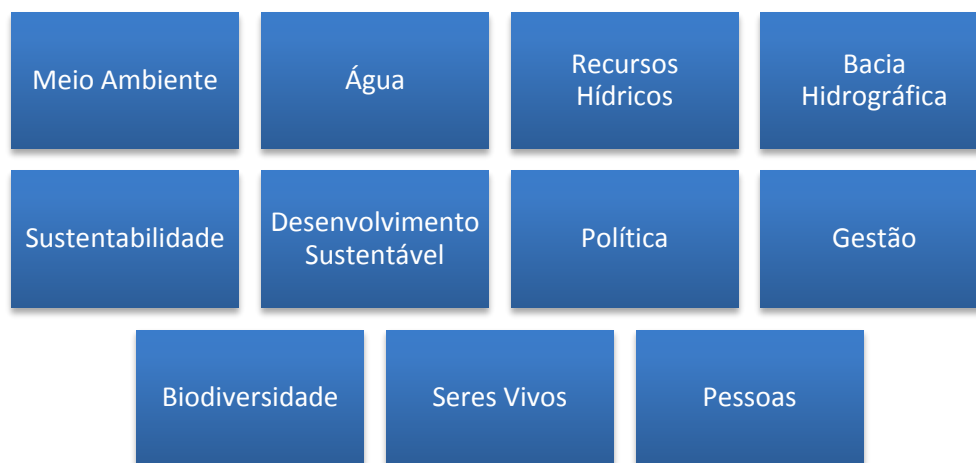 Meio Ambiente
Água
Recursos
Hídricos
Bacia
Hidrográfica
Sustentabilidade
Desenvolvimento
Sustentável
Política
Gestão
Biodiversidade
Seres Vivos
Pessoas